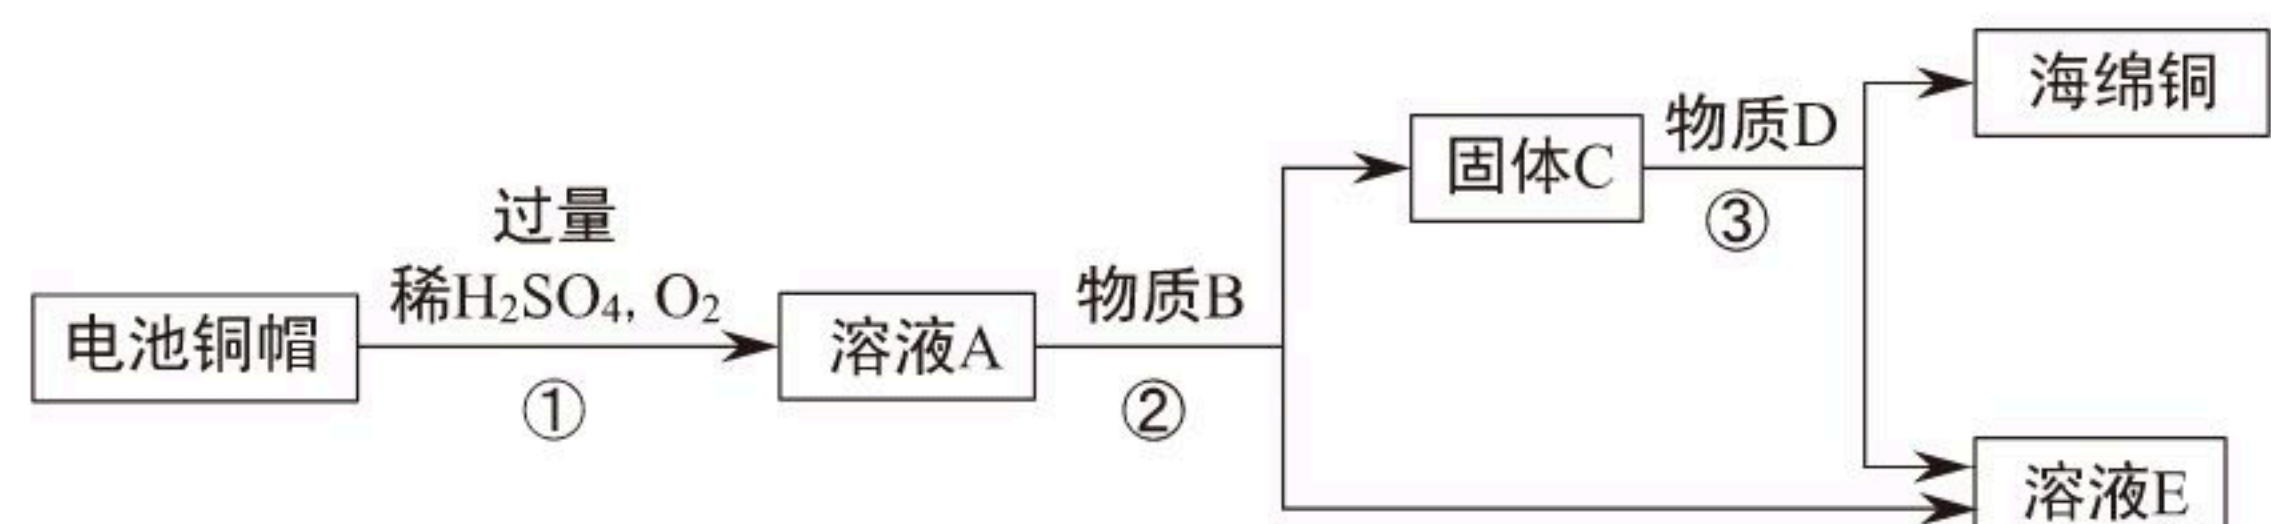 电池铜帽
过量
稀H₂SO₄, O₂
①
溶液A
物质B
②
固体C
物质D
③
海绵铜
溶液E